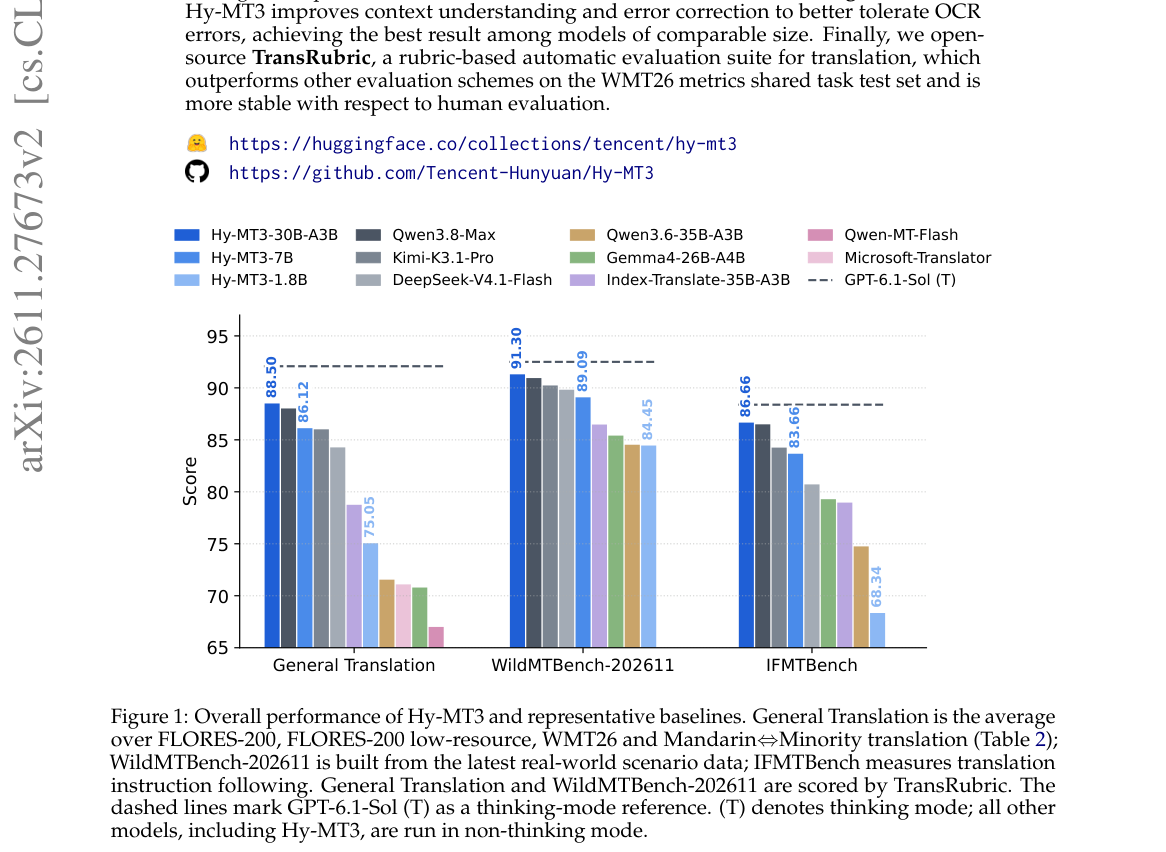 arXiv:2611.27673v2 [cs.CL
Hy-MT3 improves context understanding and error correction to better tolerate OCR
errors, achieving the best result among models of comparable size. Finally, we open-
source TransRubric, a rubric-based automatic evaluation suite for translation, which
outperforms other evaluation schemes on the WMT26 metrics shared task test set and is
more stable with respect to human evaluation.
https://huggingface.co/collections/tencent/hy-mt3
https://github.com/Tencent-Hunyuan/Hy-MT3
Hy-MT3-30B-A3B Qwen3.8-Max Qwen3.6-35B-A3B Qwen-MT-Flash
Hy-MT3-7B Kimi-K3.1-Pro Gemma4-26B-A4B Microsoft-Translator
Hy-MT3-1.8B DeepSeek-V4.1-Flash Index-Translate-35B-A3B GPT-6.1-Sol (T)
Score
95
90
85
80
75
70
65
88.50
86.12
75.05
91.30
89.09
84.45
86.66
83.66
68.34
General Translation WildMTBench-202611 IFMTBench
Figure 1: Overall performance of Hy-MT3 and representative baselines. General Translation is the average
over FLORES-200, FLORES-200 low-resource, WMT26 and Mandarin⇔Minority translation (Table 2);
WildMTBench-202611 is built from the latest real-world scenario data; IFMTBench measures translation
instruction following. General Translation and WildMTBench-202611 are scored by TransRubric. The
dashed lines mark GPT-6.1-Sol (T) as a thinking-mode reference. (T) denotes thinking mode; all other
models, including Hy-MT3, are run in non-thinking mode.